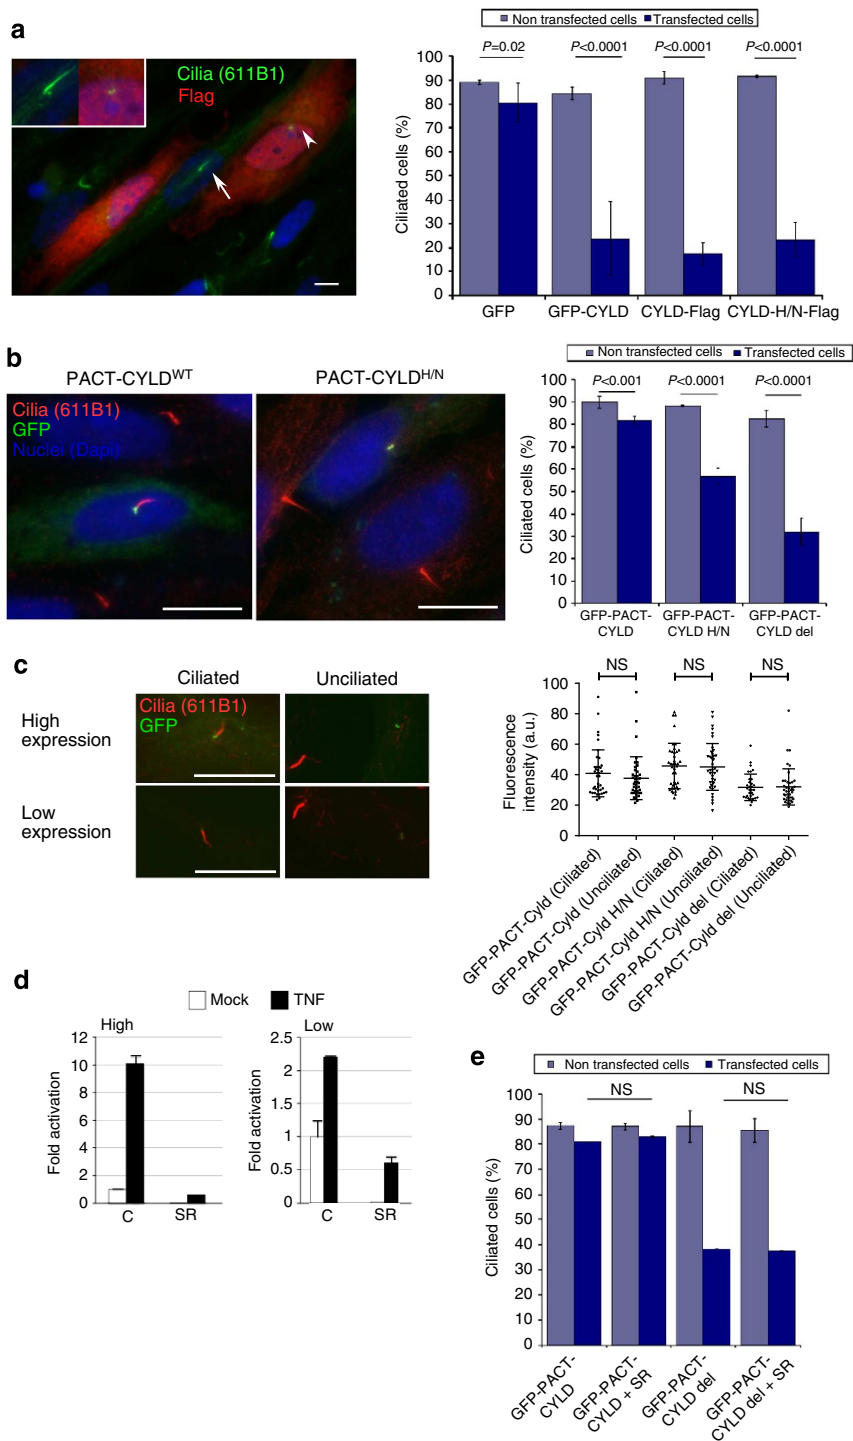 a
Cilia (611B1)
Flag
Non transfected cells
Transfected cells
P=0.02
P<0.0001
P<0.0001
P<0.0001
Ciliated cells (%)
100
90
80
70
60
50
40
30
20
10
0
GFP
GFP-CYLD
CYLD-Flag
CYLD-H/N-Flag
b
PACT-CYLDWT
PACT-CYLDH/N
Cilia (611B1)
GFP
Nuclei (Dapi)
Non transfected cells
Transfected cells
P<0.001
P<0.0001
P<0.0001
Ciliated cells (%)
100
90
80
70
60
50
40
30
20
10
0
GFP-PACT-
CYLD
GFP-PACT-
CYLD H/N
GFP-PACT-
CYLD del
c
Ciliated
Unciliated
High
expression
Low
expression
Cilia (611B1)
GFP
NS
NS
NS
Fluorescence
intensity (a.u.)
100
80
60
40
20
0
GFP-PACT-Cyld (Ciliated)
GFP-PACT-Cyld (Unciliated)
GFP-PACT-Cyld H/N (Ciliated)
GFP-PACT-Cyld H/N (Unciliated)
GFP-PACT-Cyld del (Ciliated)
GFP-PACT-Cyld del (Unciliated)
d
Mock
TNF
High
Fold activation
12
10
8
6
4
2
0
C
SR
Low
Fold activation
2.5
2
1.5
1
0.5
0
C
SR
e
Non transfected cells
Transfected cells
NS
NS
Ciliated cells (%)
100
90
80
70
60
50
40
30
20
10
0
GFP-PACT-
CYLD
GFP-PACT-
CYLD + SR
GFP-PACT-
CYLD del
GFP-PACT-
CYLD del + SR